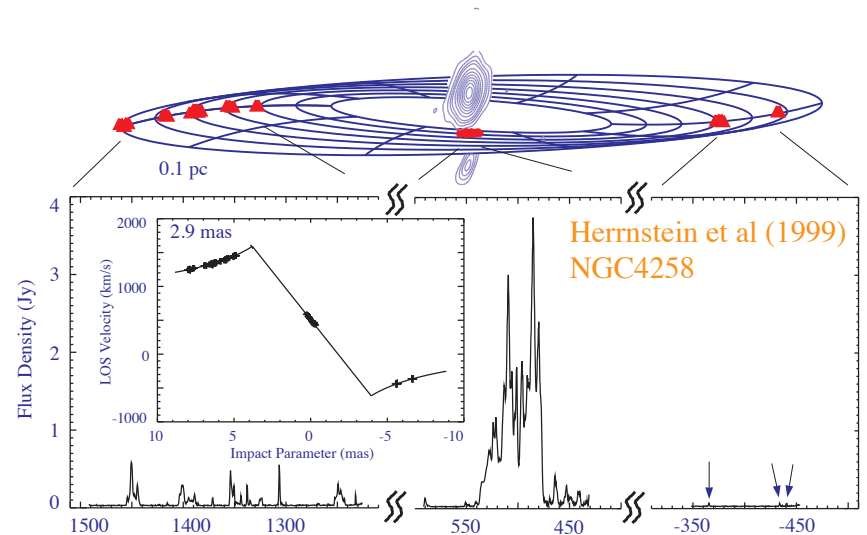 0.1 pc
4
3
2
1
0
Flux Density (Jy)
Herrnstein et al (1999)
NGC4258
2.9 mas
2000
1000
0
-1000
LOS Velocity (km/s)
10 5 0 -5 -10
Impact Parameter (mas)
1500 1400 1300 550 450 -350 -450